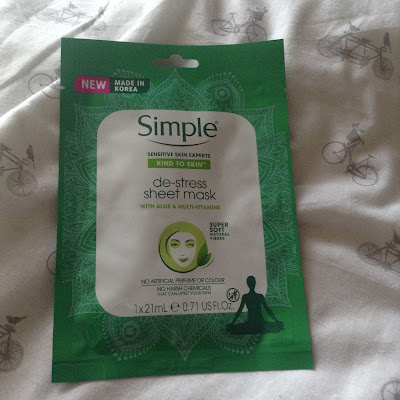 NEW
MADE IN
KOREA
Simple®
SENSITIVE SKIN EXPERTS
KIND TO SKIN™
de-stress
sheet mask
WITH ALOE & MULTI-VITAMINS
SUPER
SOFT
NATURAL
FIBRES
NO ARTIFICIAL PERFUME OR COLOUR
NO HARSH CHEMICALS
THAT CAN UPSET YOUR SKIN
1x21mL ℮ 0.71 US FL.OZ.